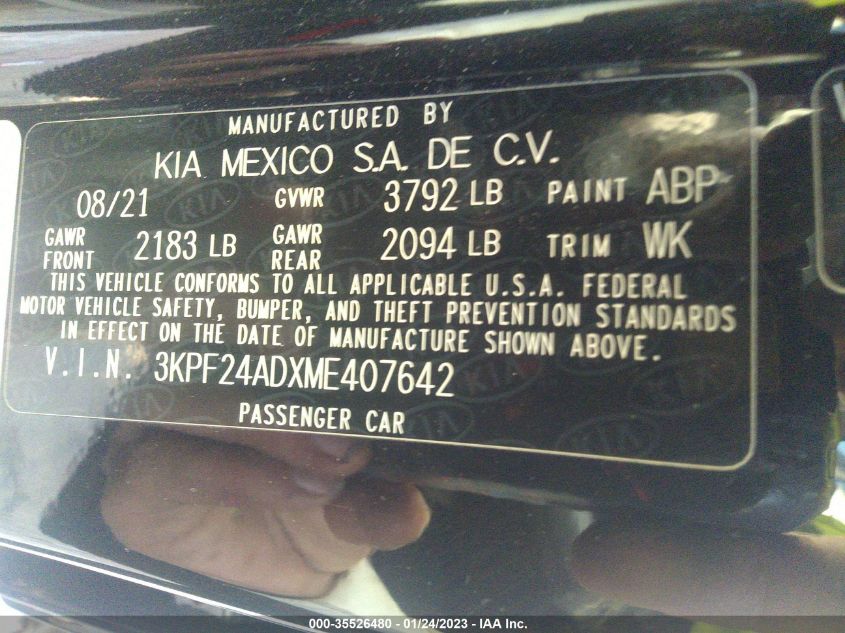 MANUFACTURED BY
KIA MEXICO S.A. DE C.V.
08/21 GVWR 3792 LB PAINT ABP
GAWR FRONT 2183 LB GAWR REAR 2094 LB TRIM WK
THIS VEHICLE CONFORMS TO ALL APPLICABLE U.S.A. FEDERAL
MOTOR VEHICLE SAFETY, BUMPER, AND THEFT PREVENTION STANDARDS
IN EFFECT ON THE DATE OF MANUFACTURE SHOWN ABOVE.
V.I.N. 3KPF24ADXME407642
PASSENGER CAR
000-35526480 - 01/24/2023 - IAA Inc.